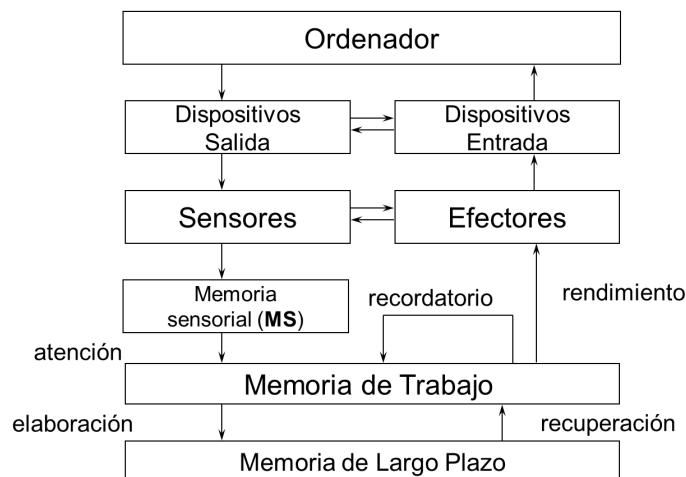 Ordenador
Dispositivos
Salida
Dispositivos
Entrada
Sensores
Efectores
Memoria
sensorial (MS)
recordatorio
rendimiento
atención
Memoria de Trabajo
elaboración
recuperación
Memoria de Largo Plazo